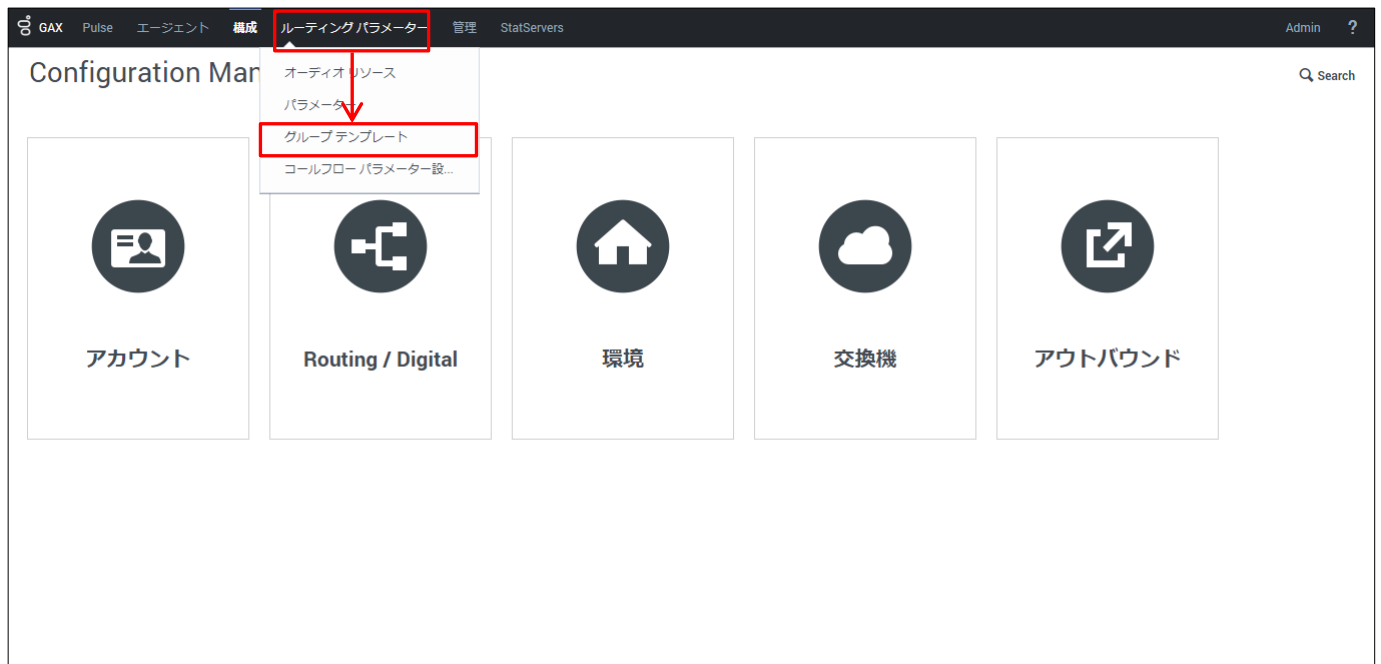 GAX Pulse エージェント 構成 ルーティング パラメーター 管理 StatServers Admin ?
Configuration Man
Search
オーディオ リソース
パラメーター
グループ テンプレート
コールフロー パラメーター設...
アカウント
Routing / Digital
環境
交換機
アウトバウンド